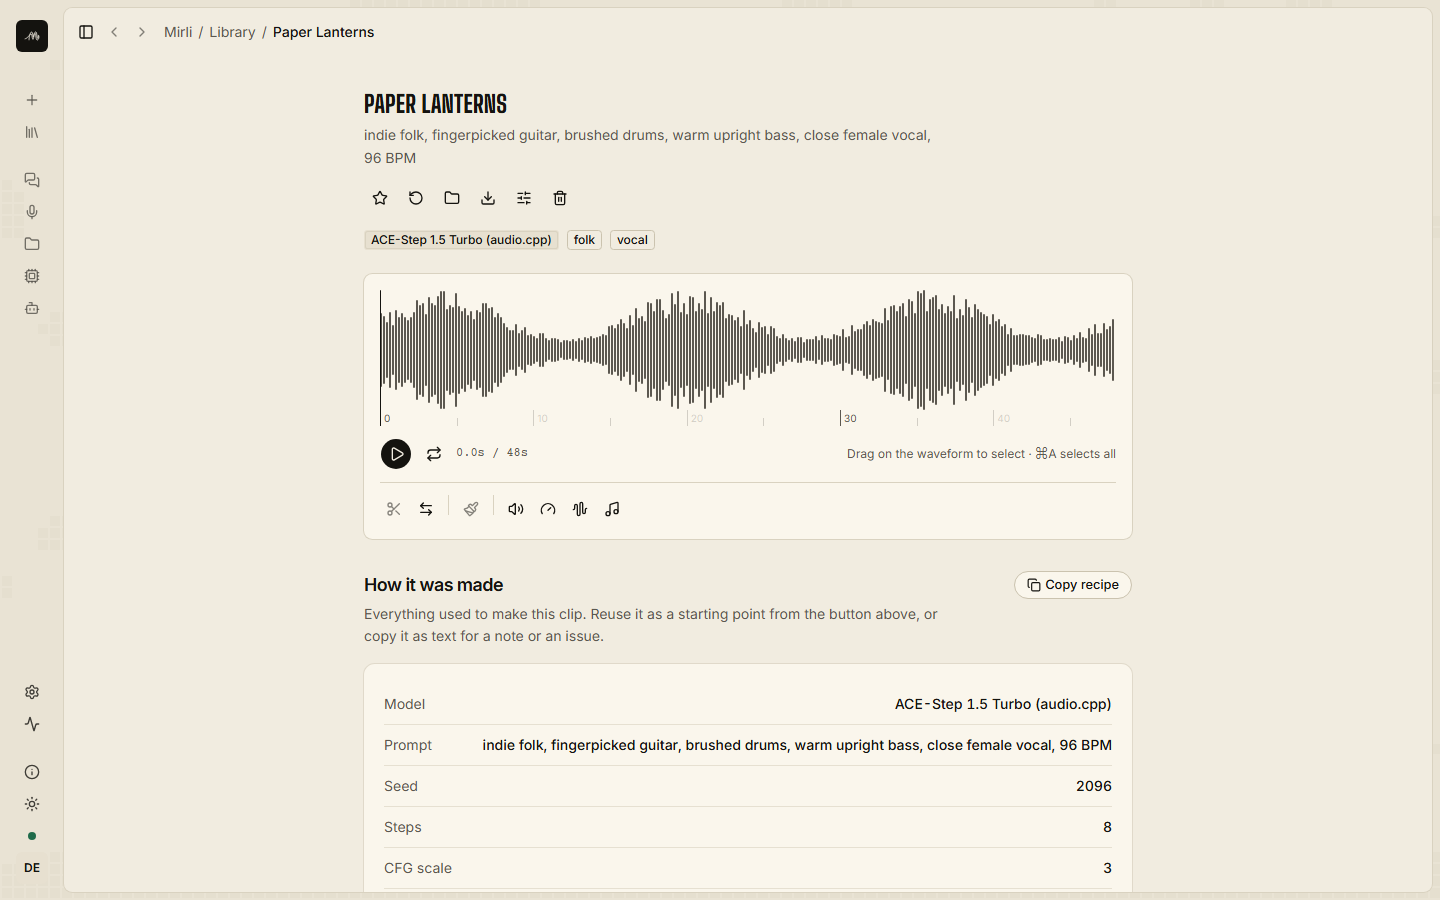 Mirli / Library / Paper Lanterns
PAPER LANTERNS
indie folk, fingerpicked guitar, brushed drums, warm upright bass, close female vocal,
96 BPM
ACE-Step 1.5 Turbo (audio.cpp) folk vocal
0 10 20 30 40
0.0s / 48s
Drag on the waveform to select · ⌘A selects all
How it was made
Copy recipe
Everything used to make this clip. Reuse it as a starting point from the button above, or
copy it as text for a note or an issue.
Model ACE-Step 1.5 Turbo (audio.cpp)
Prompt indie folk, fingerpicked guitar, brushed drums, warm upright bass, close female vocal, 96 BPM
Seed 2096
Steps 8
CFG scale 3
DE